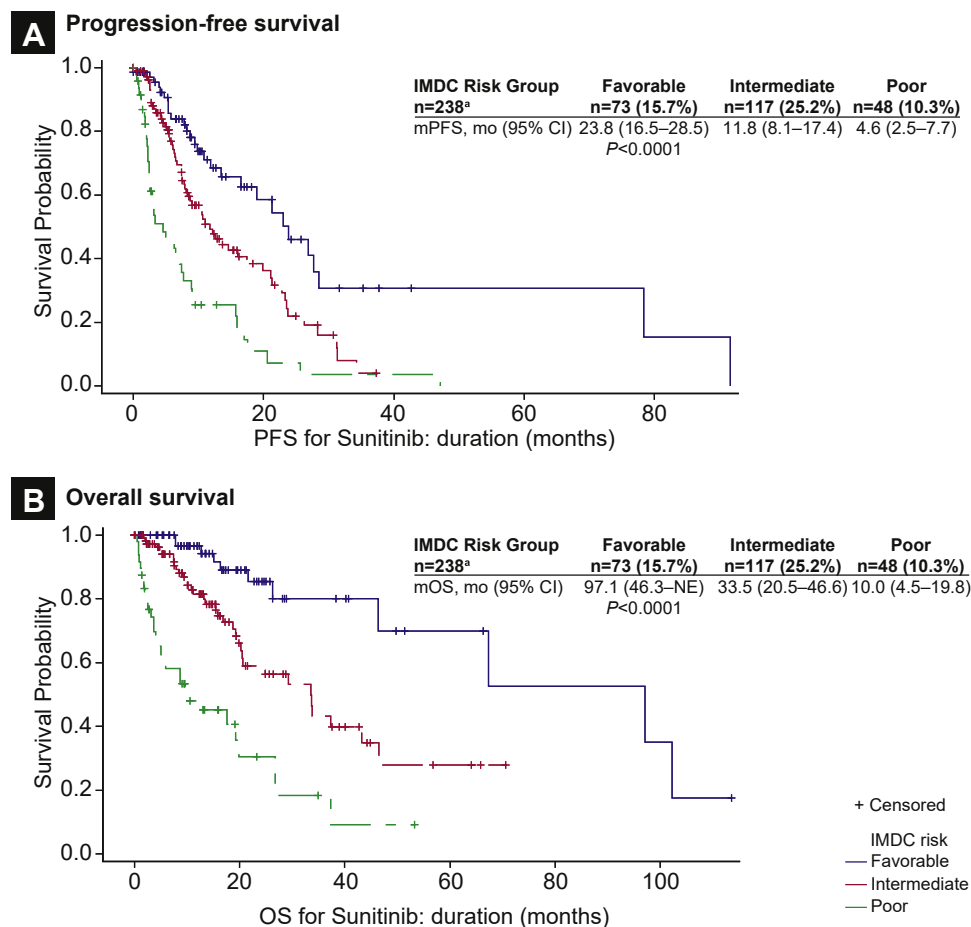 A Progression-free survival
IMDC Risk Group Favorable Intermediate Poor
n=238ᵃ n=73 (15.7%) n=117 (25.2%) n=48 (10.3%)
mPFS, mo (95% CI) 23.8 (16.5–28.5) 11.8 (8.1–17.4) 4.6 (2.5–7.7)
P<0.0001
Survival Probability
1.0
0.8
0.6
0.4
0.2
0.0
0 20 40 60 80
PFS for Sunitinib: duration (months)
B Overall survival
IMDC Risk Group Favorable Intermediate Poor
n=238ᵃ n=73 (15.7%) n=117 (25.2%) n=48 (10.3%)
mOS, mo (95% CI) 97.1 (46.3–NE) 33.5 (20.5–46.6) 10.0 (4.5–19.8)
P<0.0001
Survival Probability
1.0
0.8
0.6
0.4
0.2
0.0
0 20 40 60 80 100
OS for Sunitinib: duration (months)
+ Censored
IMDC risk
Favorable
Intermediate
Poor